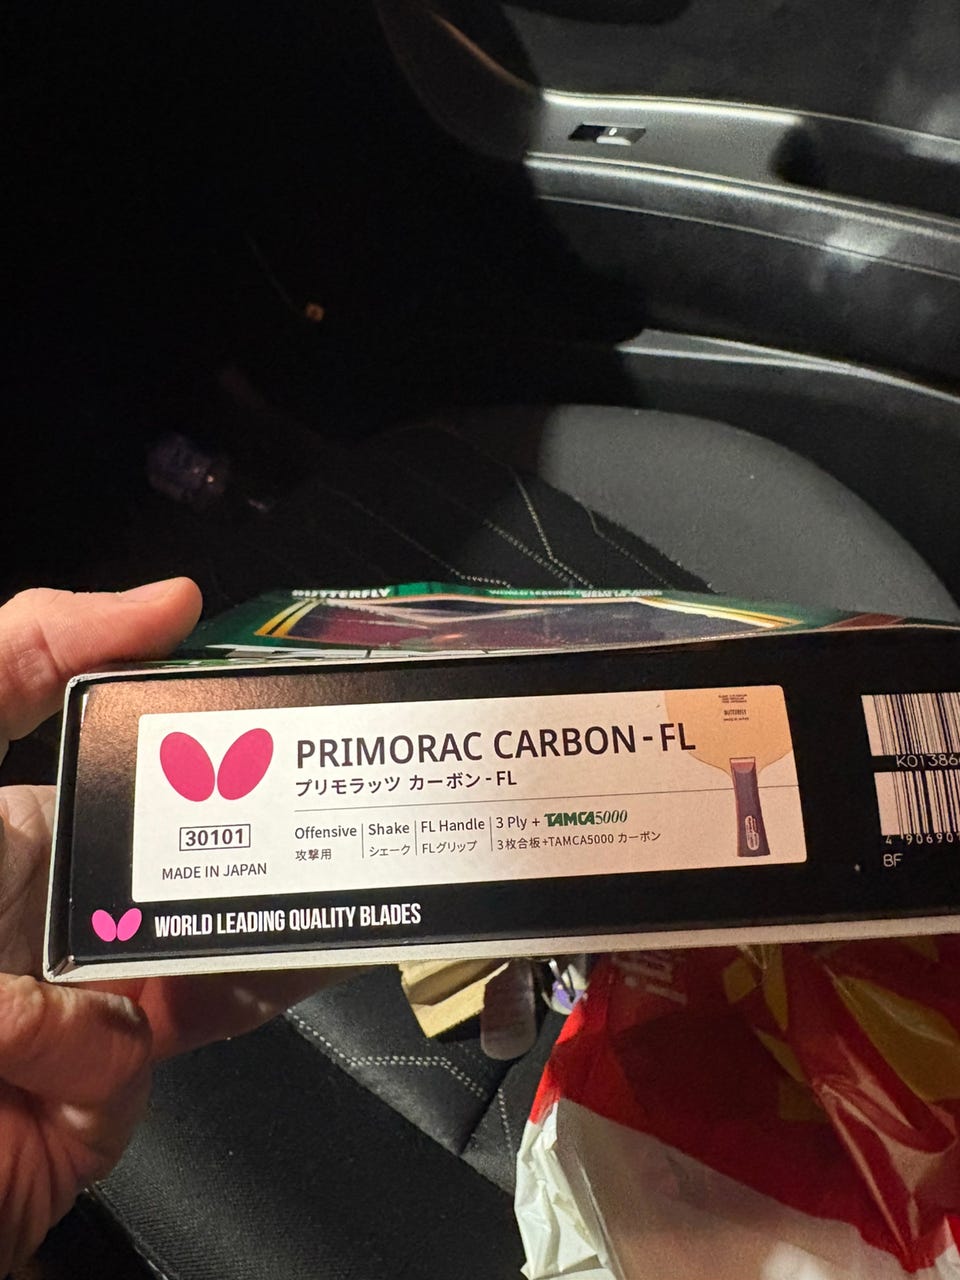 BUTTERFLY
PRIMORAC CARBON-FL
プリモラッツ カーボン-FL
30101
MADE IN JAPAN
Offensive
攻撃用
Shake
シェーク
FL Handle
FLグリップ
3 Ply + TAMCA5000
3枚合板+TAMCA5000 カーボン
BUTTERFLY
WORLD LEADING QUALITY BLADES
BF